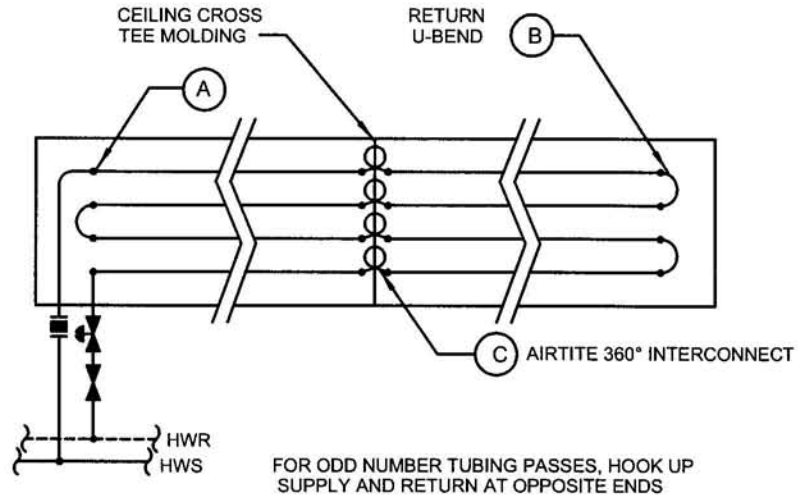 CEILING CROSS
TEE MOLDING
RETURN
U-BEND
B
A
C
AIRTITE 360° INTERCONNECT
HWR
HWS
FOR ODD NUMBER TUBING PASSES, HOOK UP
SUPPLY AND RETURN AT OPPOSITE ENDS